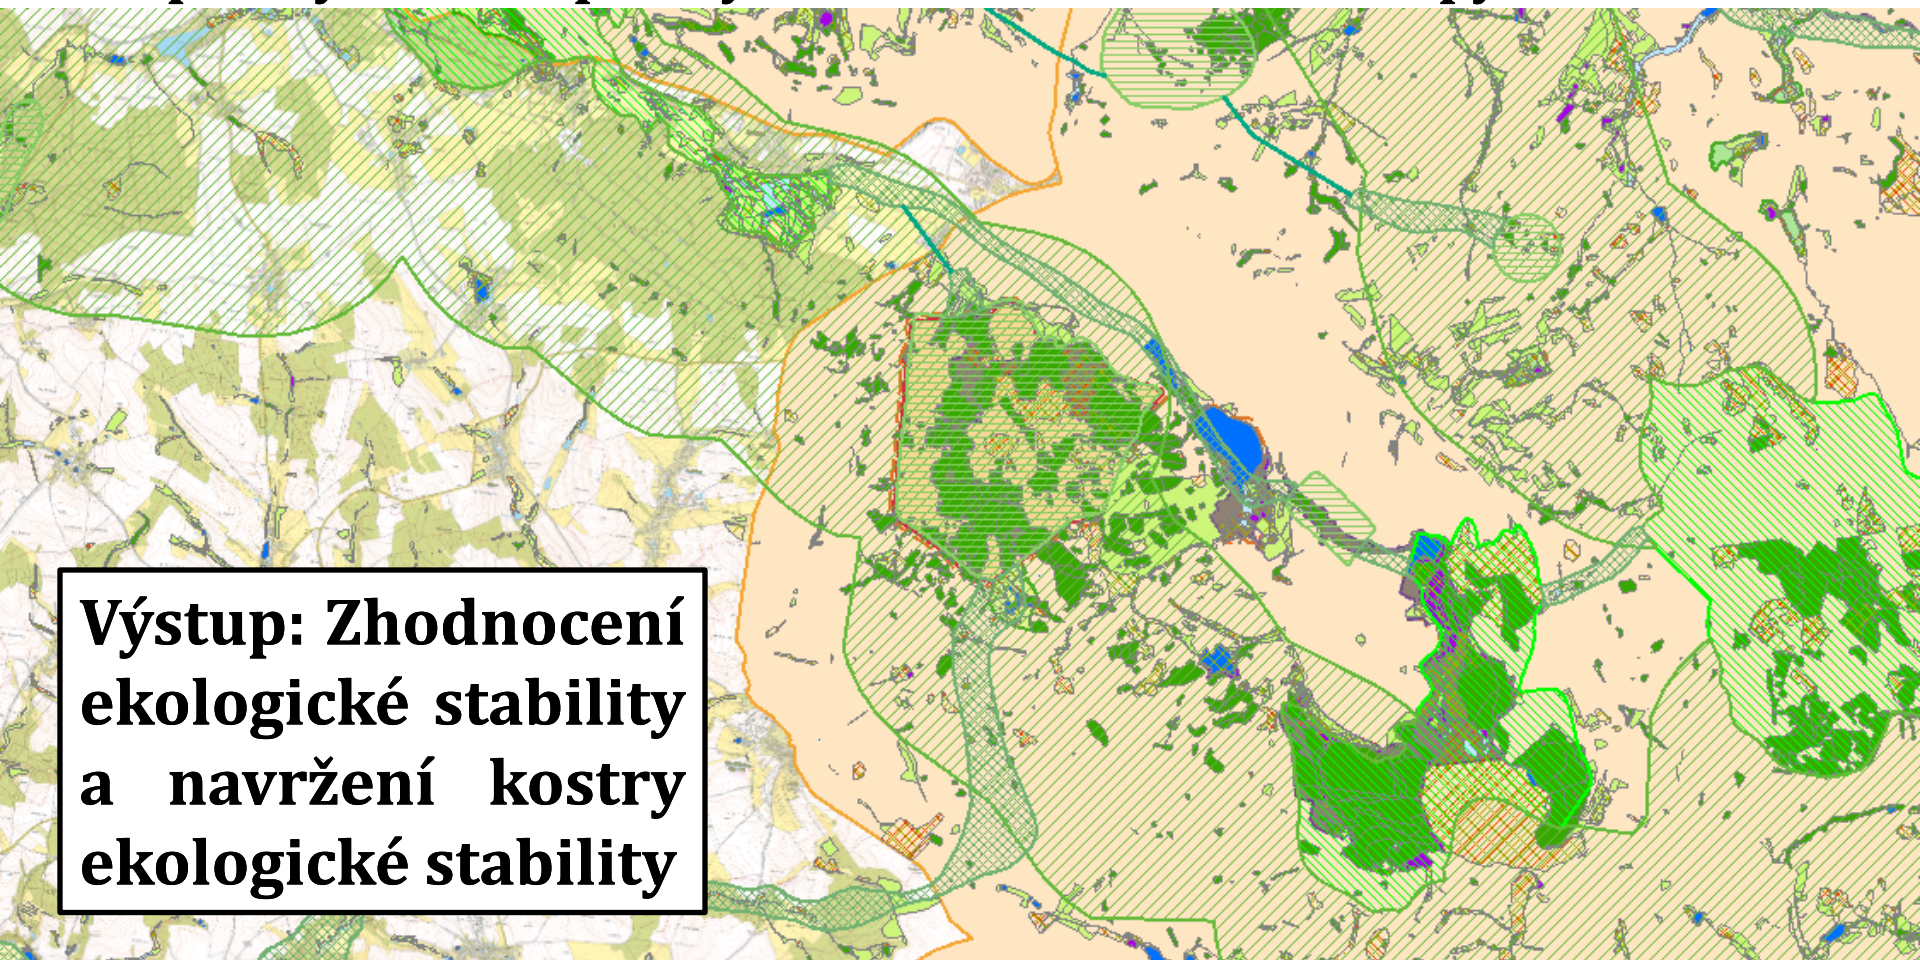 Výstup: Zhodnocení
ekologické stability
a navržení kostry
ekologické stability